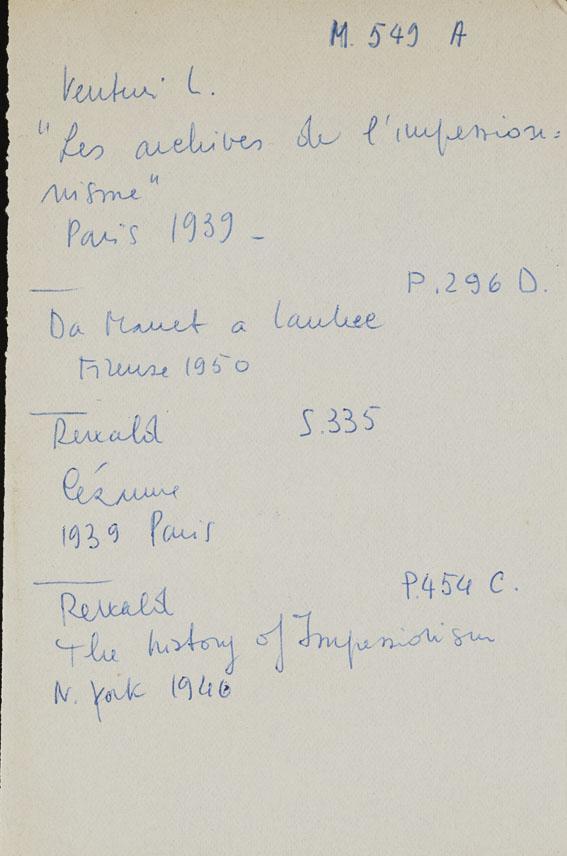 M. 549 A
Venturi L.
"Les archives de l'impression=
nisme"
Paris 1939 -
P. 296 D.
Da Manet a Lautrec
Firenze 1950
Rewald S.335
Cézanne
1939 Paris
P.454 C.
Rewald
The history of Impressionism
N. York 1946